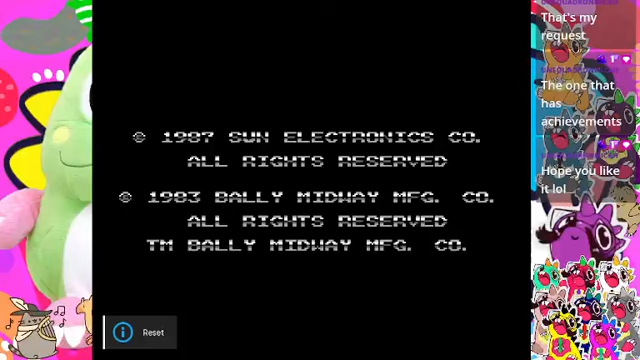 © 1987 SUN ELECTRONICS CO.
ALL RIGHTS RESERVED
© 1983 BALLY MIDWAY MFG. CO.
ALL RIGHTS RESERVED
TM BALLY MIDWAY MFG. CO.
Reset
That's my
request
The one that
has
achievements
Hope you like
it lol